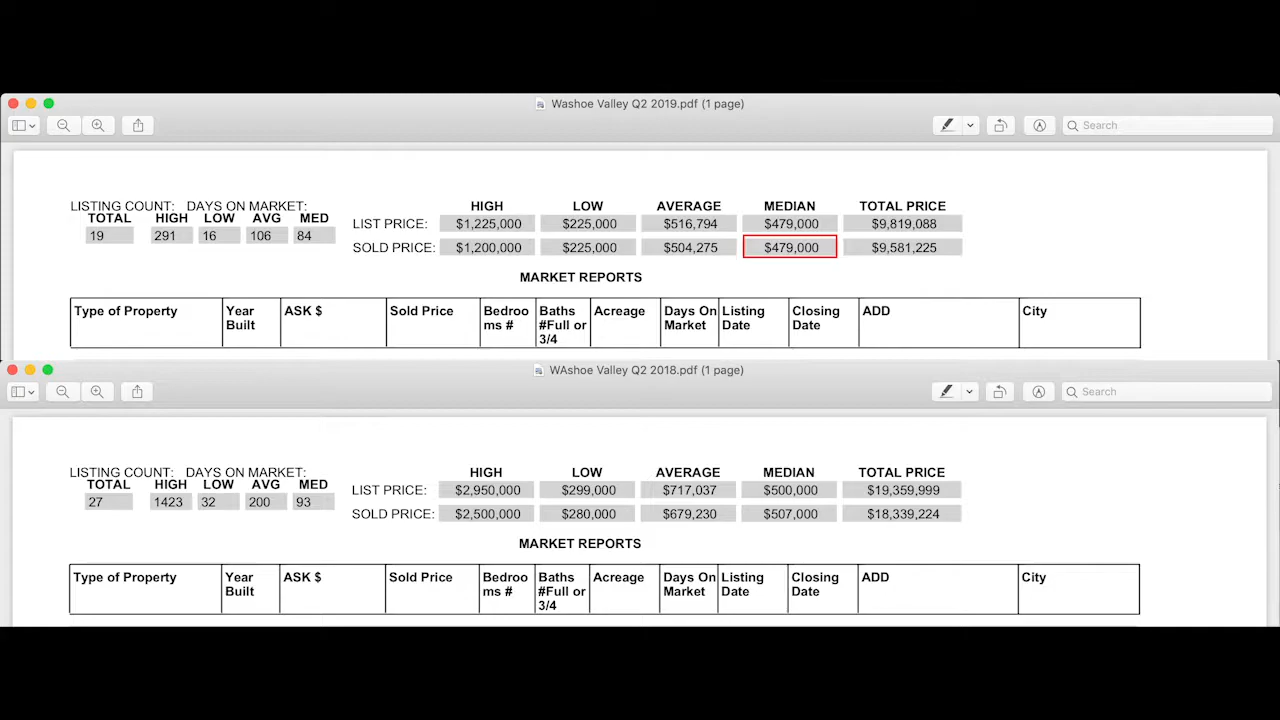 Washoe Valley Q2 2019.pdf (1 page)
Search
LISTING COUNT: DAYS ON MARKET:
TOTAL HIGH LOW AVG MED
19 291 16 106 84
HIGH LOW AVERAGE MEDIAN TOTAL PRICE
LIST PRICE: $1,225,000 $225,000 $516,794 $479,000 $9,819,088
SOLD PRICE: $1,200,000 $225,000 $504,275 $479,000 $9,581,225
MARKET REPORTS
Type of Property Year ASK $ Sold Price Bedroo Baths Acreage Days On Listing Closing ADD City
Built ms # #Full or Market Date Date
3/4
WAshoe Valley Q2 2018.pdf (1 page)
Search
LISTING COUNT: DAYS ON MARKET:
TOTAL HIGH LOW AVG MED
27 1423 32 200 93
HIGH LOW AVERAGE MEDIAN TOTAL PRICE
LIST PRICE: $2,950,000 $299,000 $717,037 $500,000 $19,359,999
SOLD PRICE: $2,500,000 $280,000 $679,230 $507,000 $18,339,224
MARKET REPORTS
Type of Property Year ASK $ Sold Price Bedroo Baths Acreage Days On Listing Closing ADD City
Built ms # #Full or Market Date Date
3/4